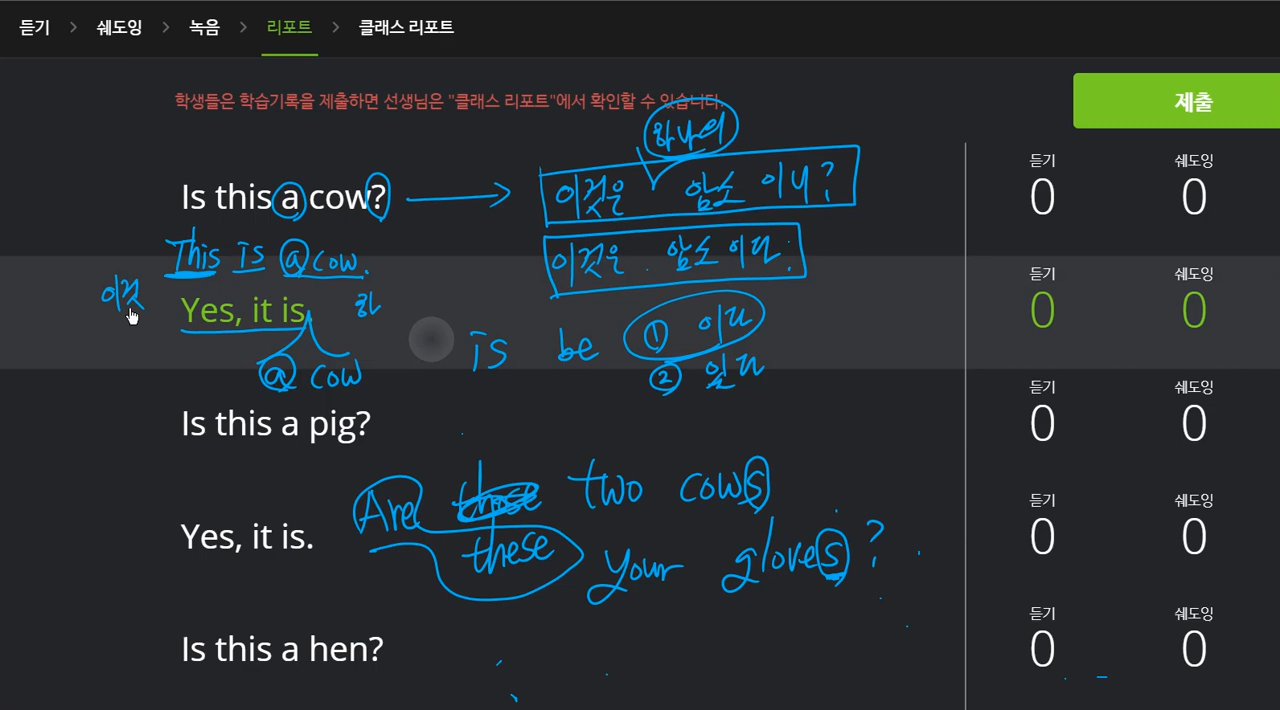 듣기 > 쉐도잉 > 녹음 > 리포트 > 클래스 리포트
학생들은 학습기록을 제출하면 선생님은 "클래스 리포트"에서 확인할 수 있습니다.
제출
하나의
듣기 쉐도잉
Is this a cow? 이것은 암소 이니?
0 0
This is a cow. 이것은 암소 이다.
듣기 쉐도잉
이것
Yes, it is.
0 0
is be ① 이다
a cow ② 있다
듣기 쉐도잉
Is this a pig?
0 0
Are two cows
듣기 쉐도잉
Yes, it is.
0 0
these your gloves?
듣기 쉐도잉
Is this a hen?
0 0